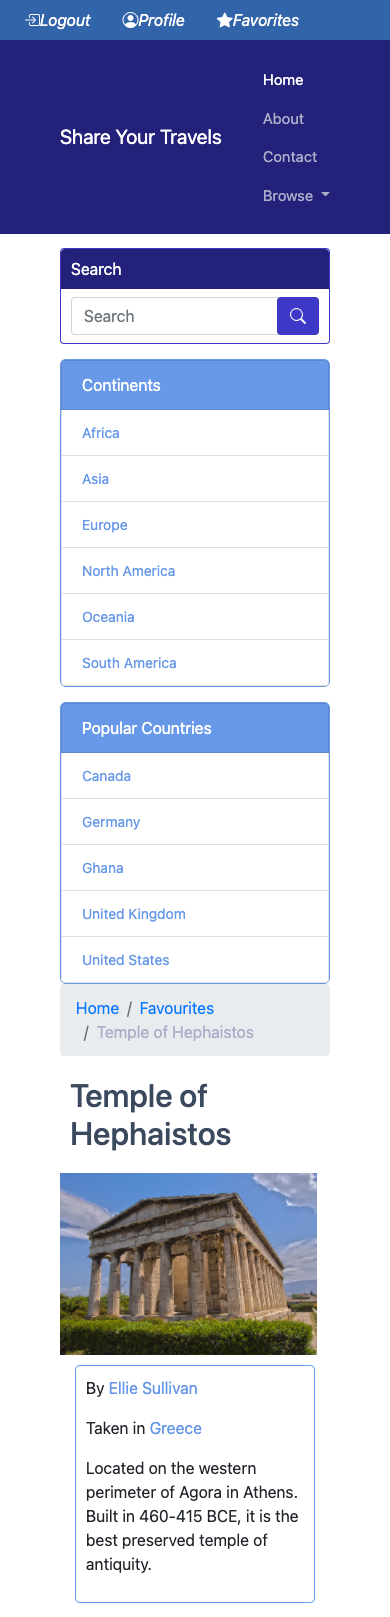 Logout Profile Favorites
Share Your Travels
Home
About
Contact
Browse
Search
Search
Continents
Africa
Asia
Europe
North America
Oceania
South America
Popular Countries
Canada
Germany
Ghana
United Kingdom
United States
Home / Favourites
/ Temple of Hephaistos
Temple of
Hephaistos
By Ellie Sullivan
Taken in Greece
Located on the western
perimeter of Agora in Athens.
Built in 460-415 BCE, it is the
best preserved temple of
antiquity.